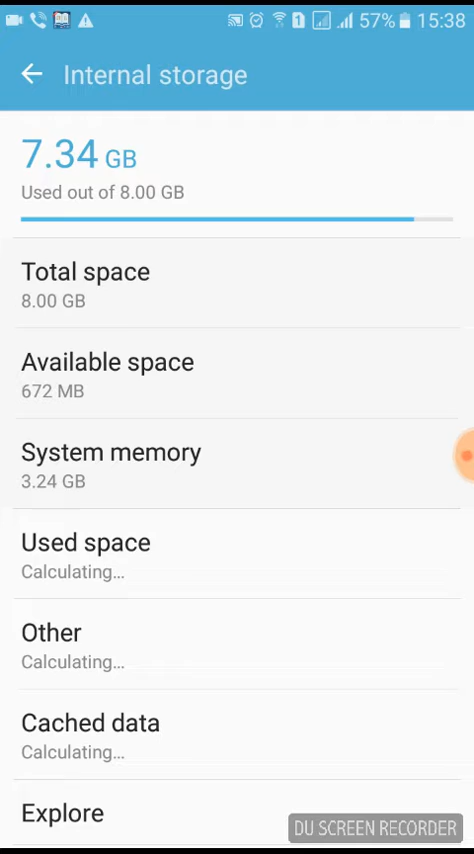 57% 15:38
Internal storage
7.34 GB
Used out of 8.00 GB
Total space
8.00 GB
Available space
672 MB
System memory
3.24 GB
Used space
Calculating...
Other
Calculating...
Cached data
Calculating...
Explore
DU SCREEN RECORDER